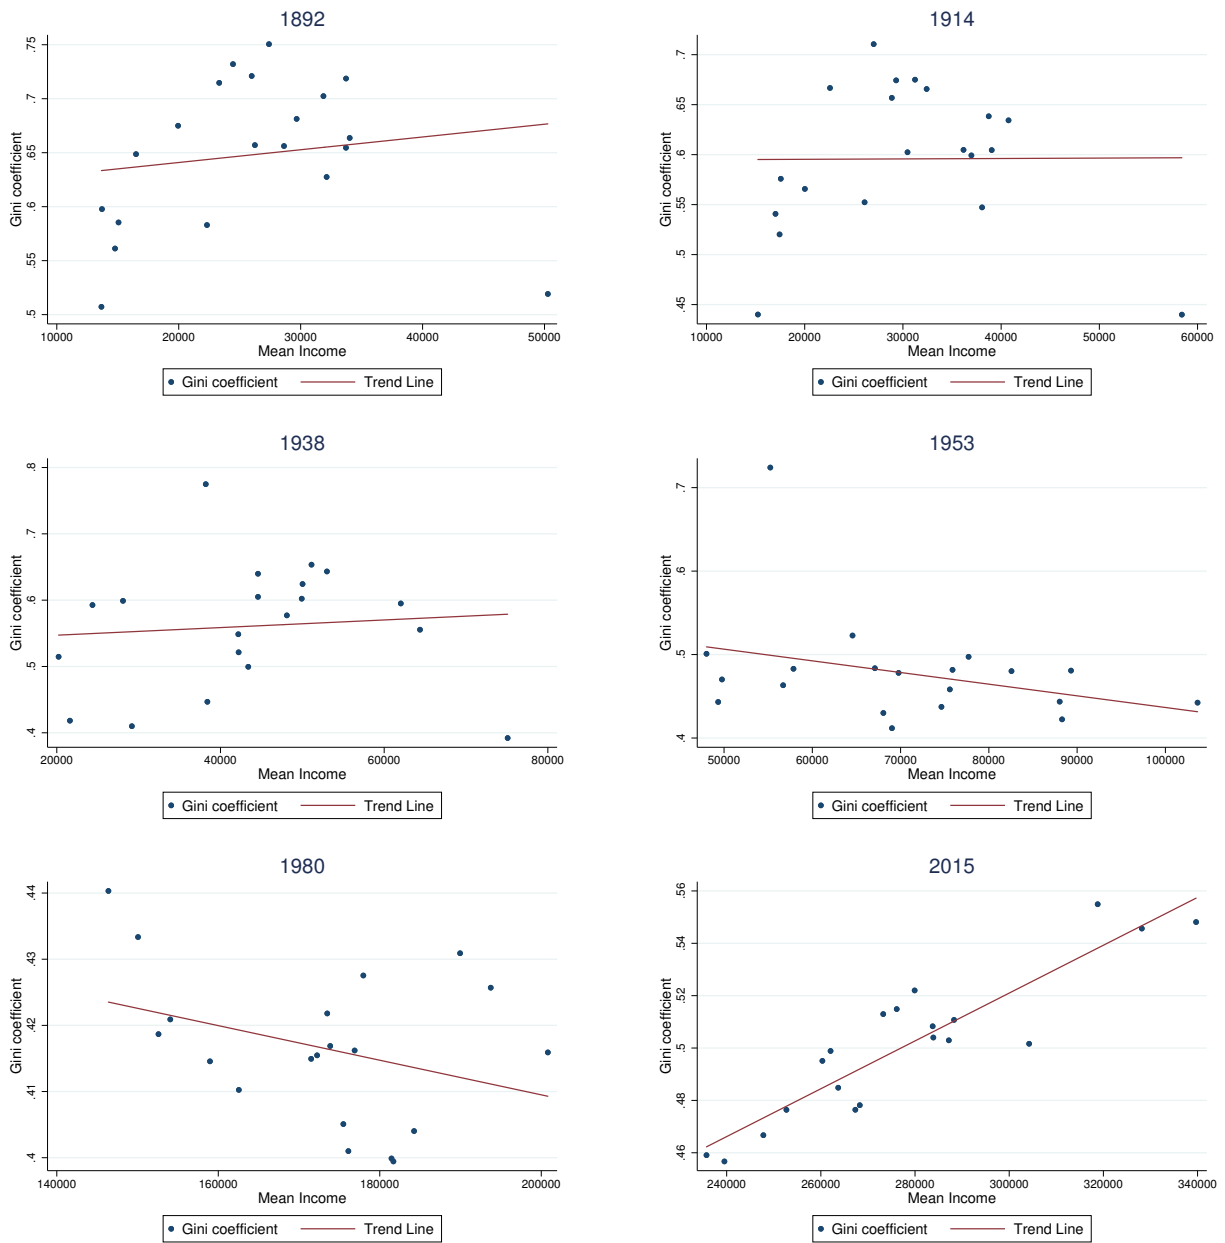 1892
Gini coefficient
.5 .55 .6 .65 .7 .75
10000 20000 30000 40000 50000
Mean Income
Gini coefficient Trend Line
1914
Gini coefficient
.45 .5 .55 .6 .65 .7
10000 20000 30000 40000 50000 60000
Mean Income
Gini coefficient Trend Line
1938
Gini coefficient
.4 .5 .6 .7 .8
20000 40000 60000 80000
Mean Income
Gini coefficient Trend Line
1953
Gini coefficient
.4 .5 .6 .7
50000 60000 70000 80000 90000 100000
Mean Income
Gini coefficient Trend Line
1980
Gini coefficient
.4 .41 .42 .43 .44
140000 160000 180000 200000
Mean Income
Gini coefficient Trend Line
2015
Gini coefficient
.46 .48 .5 .52 .54 .56
240000 260000 280000 300000 320000 340000
Mean Income
Gini coefficient Trend Line